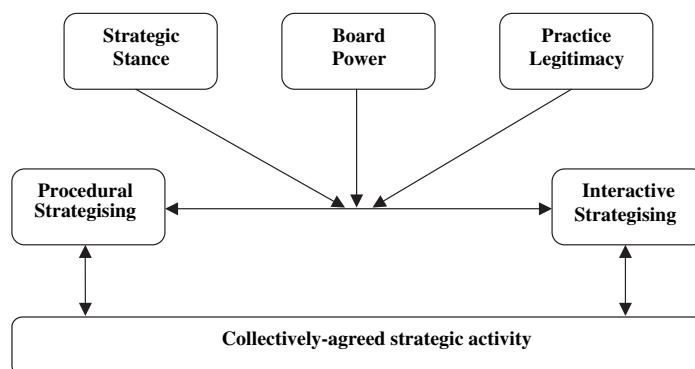 Strategic
Stance
Board
Power
Practice
Legitimacy
Procedural
Strategising
Interactive
Strategising
Collectively-agreed strategic activity